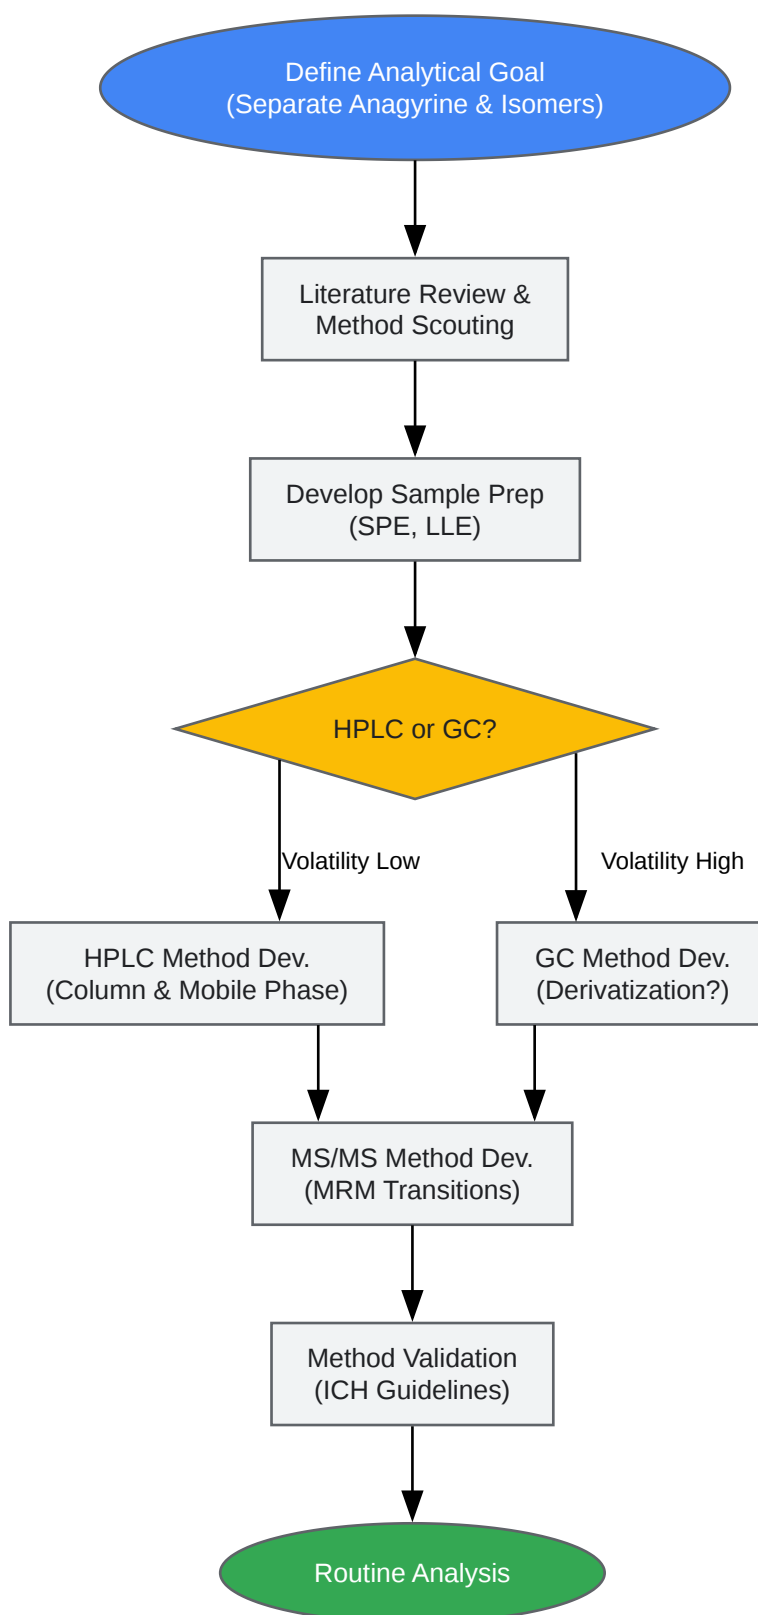 Define Analytical Goal
(Separate Anagyrine & Isomers)
Literature Review &
Method Scouting
Develop Sample Prep
(SPE, LLE)
HPLC or GC?
Volatility Low
Volatility High
HPLC Method Dev.
(Column & Mobile Phase)
GC Method Dev.
(Derivatization?)
MS/MS Method Dev.
(MRM Transitions)
Method Validation
(ICH Guidelines)
Routine Analysis